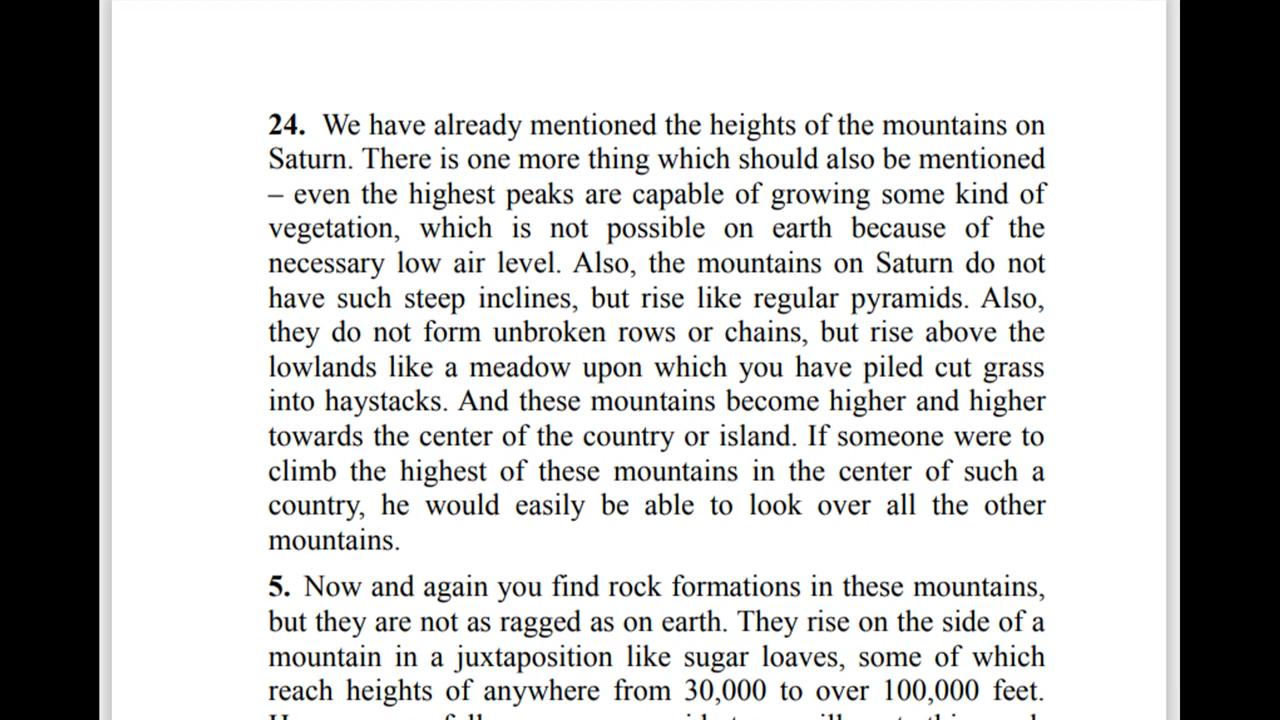 24. We have already mentioned the heights of the mountains on
Saturn. There is one more thing which should also be mentioned
– even the highest peaks are capable of growing some kind of
vegetation, which is not possible on earth because of the
necessary low air level. Also, the mountains on Saturn do not
have such steep inclines, but rise like regular pyramids. Also,
they do not form unbroken rows or chains, but rise above the
lowlands like a meadow upon which you have piled cut grass
into haystacks. And these mountains become higher and higher
towards the center of the country or island. If someone were to
climb the highest of these mountains in the center of such a
country, he would easily be able to look over all the other
mountains.
5. Now and again you find rock formations in these mountains,
but they are not as ragged as on earth. They rise on the side of a
mountain in a juxtaposition like sugar loaves, some of which
reach heights of anywhere from 30,000 to over 100,000 feet.